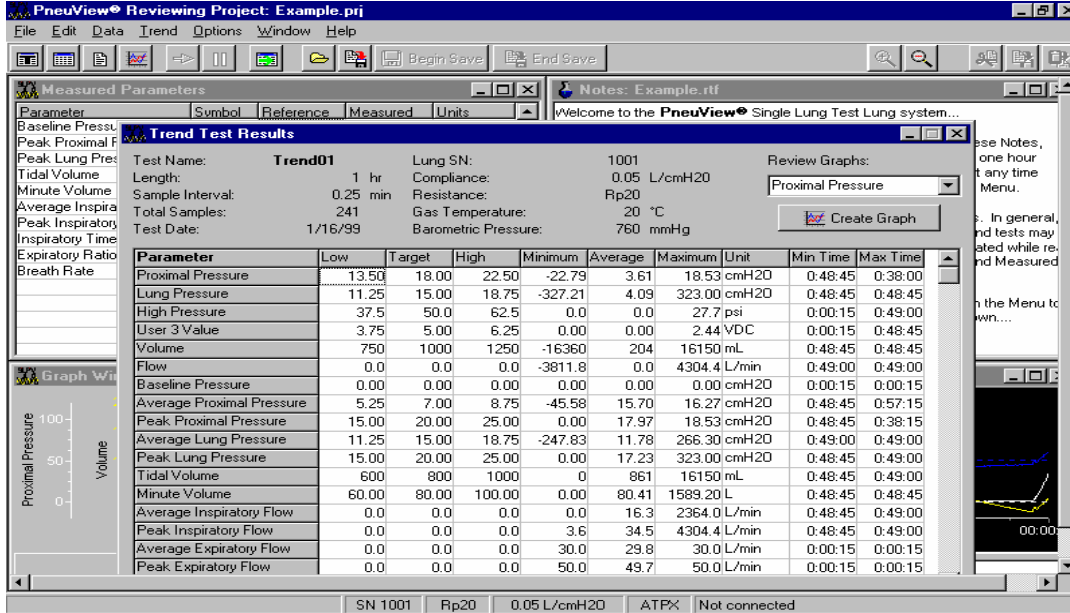 PneuView® Reviewing Project: Example.prj
File Edit Data Trend Options Window Help
Begin Save End Save
Measured Parameters
Parameter Symbol Reference Measured Units
Baseline
Peak Proximal
Peak Lung
Tidal Volume
Minute Volume
Average
Peak
Inspiratory
Expiratory Ratio
Breath Rate
Notes: Example.rtf
Welcome to the PneuView® Single Lung Test Lung system...
Notes,
one hour
any time
Menu.
In general,
tests may
while
Measured
the Menu to
Trend Test Results
Test Name: Trend01 Lung SN: 1001 Review Graphs:
Length: 1 hr Compliance: 0.05 L/cmH2O Proximal Pressure
Sample Interval: 0.25 min Resistance: Rp20
Total Samples: 241 Gas Temperature: 20 °C Create Graph
Test Date: 1/16/99 Barometric Pressure: 760 mmHg
Parameter Low Target High Minimum Average Maximum Unit Min Time Max Time
Proximal Pressure 13.50 18.00 22.50 -22.79 3.61 18.53 cmH2O 0:48:45 0:38:00
Lung Pressure 11.25 15.00 18.75 -327.21 4.09 323.00 cmH2O 0:48:45 0:48:45
High Pressure 37.5 50.0 62.5 0.0 0.0 27.7 psi 0:00:15 0:49:00
User 3 Value 3.75 5.00 6.25 0.00 0.00 2.44 VDC 0:00:15 0:48:45
Volume 750 1000 1250 -16360 204 16150 mL 0:48:45 0:48:45
Flow 0.0 0.0 0.0 -3811.8 0.0 4304.4 L/min 0:49:00 0:49:00
Baseline Pressure 0.00 0.00 0.00 0.00 0.00 0.00 cmH2O 0:00:15 0:00:15
Average Proximal Pressure 5.25 7.00 8.75 -45.58 15.70 16.27 cmH2O 0:48:45 0:57:15
Peak Proximal Pressure 15.00 20.00 25.00 0.00 17.97 18.53 cmH2O 0:48:45 0:38:15
Average Lung Pressure 11.25 15.00 18.75 -247.83 11.78 266.30 cmH2O 0:49:00 0:49:00
Peak Lung Pressure 15.00 20.00 25.00 0.00 17.23 323.00 cmH2O 0:48:45 0:49:00
Tidal Volume 600 800 1000 0 861 16150 mL 0:48:45 0:49:00
Minute Volume 60.00 80.00 100.00 0.00 80.41 1589.20 L 0:48:45 0:48:45
Average Inspiratory Flow 0.0 0.0 0.0 0.0 16.3 2364.0 L/min 0:48:45 0:49:00
Peak Inspiratory Flow 0.0 0.0 0.0 3.6 34.5 4304.4 L/min 0:48:45 0:49:00
Average Expiratory Flow 0.0 0.0 0.0 30.0 29.8 30.0 L/min 0:00:15 0:00:15
Peak Expiratory Flow 0.0 0.0 0.0 50.0 49.7 50.0 L/min 0:00:15 0:00:15
Graph
Proximal Pressure
100
50
0
Volume
00:00
SN 1001 Rp20 0.05 L/cmH2O ATPX Not connected